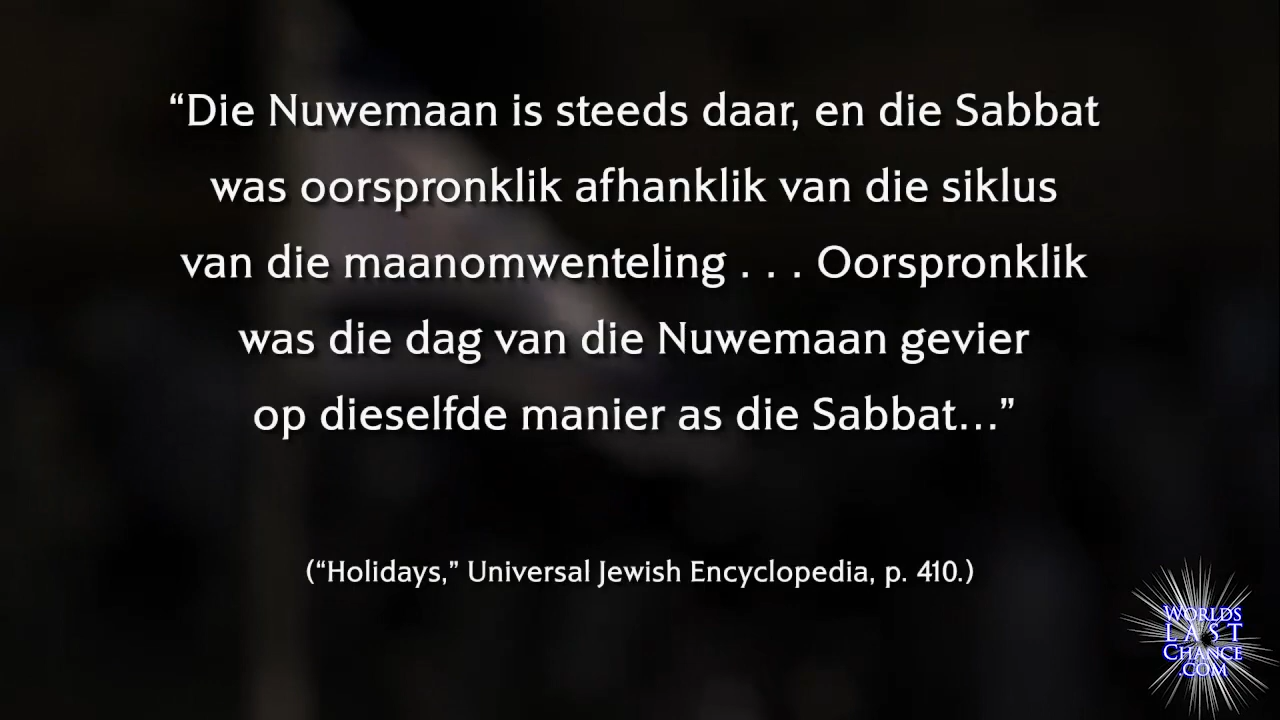 “Die Nuwemaan is steeds daar, en die Sabbat
was oorspronklik afhanklik van die siklus
van die maanomwenteling . . . Oorspronklik
was die dag van die Nuwemaan gevier
op dieselfde manier as die Sabbat...”
(“Holidays,” Universal Jewish Encyclopedia, p. 410.)
WORLDS
LAST
CHANCE
.COM